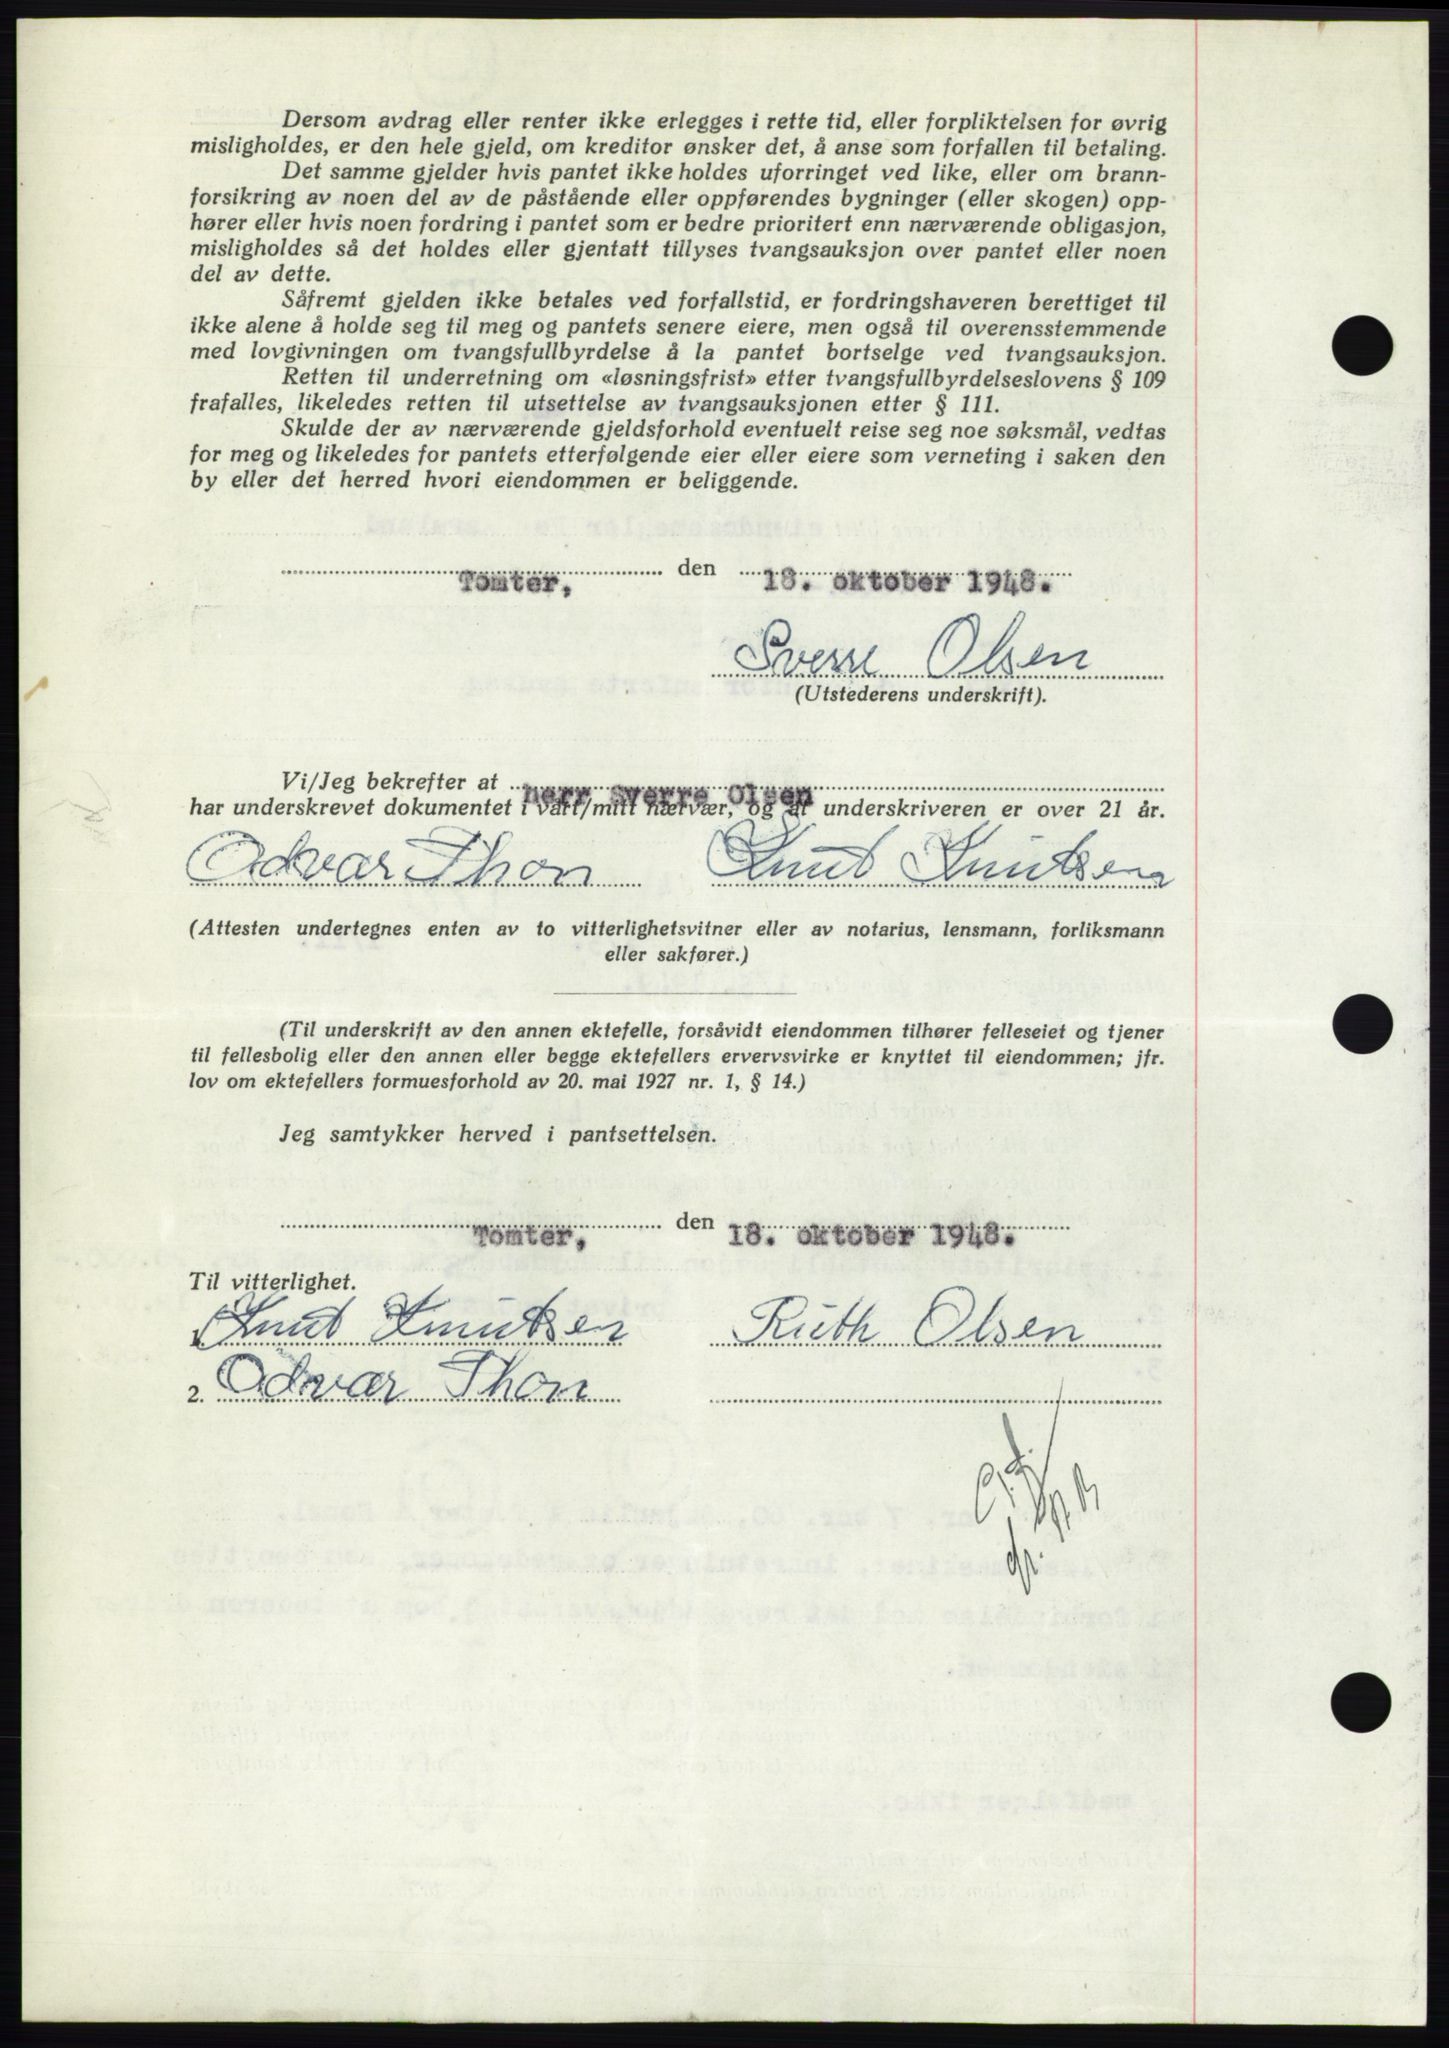 Dersom avdrag eller renter ikke erlegges i rette tid, eller forpliktelsen for øvrig
misligholdes, er den hele gjeld, om kreditor ønsker det, å anse som forfallen til betaling.
Det samme gjelder hvis pantet ikke holdes uforringet ved like, eller om brann-
forsikring av noen del av de påstående eller oppførendes bygninger (eller skogen) opp-
hører eller hvis noen fordring i pantet som er bedre prioritert enn nærværende obligasjon,
misligholdes så det holdes eller gjentatt tillyses tvangsauksjon over pantet eller noen
del av dette.
Såfremt gjelden ikke betales ved forfallstid, er fordringshaveren berettiget til
ikke alene å holde seg til meg og pantets senere eiere, men også til overensstemmende
med lovgivningen om tvangsfullbyrdelse å la pantet bortselge ved tvangsauksjon.
Retten til underretning om «løsningsfrist» etter tvangsfullbyrdelseslovens § 109
frafalles, likeledes retten til utsettelse av tvangsauksjonen etter § 111.
Skulde der av nærværende gjeldsforhold eventuelt reise seg noe søksmål, vedtas
for meg og likeledes for pantets etterfølgende eier eller eiere som verneting i saken den
by eller det herred hvori eiendommen er beliggende.
Tomter, den 18. oktober 1948.
Sverre Olsen
(Utstederens underskrift).
Vi/Jeg bekrefter at herr Sverre Olsen
har underskrevet dokumentet i vårt/mitt nærvær, og at underskriveren er over 21 år.
Odvar Thon Knut Knutsen
(Attesten undertegnes enten av to vitterlighetsvitner eller av notarius, lensmann, forliksmann
eller sakfører.)
(Til underskrift av den annen ektefelle, forsåvidt eiendommen tilhører felleseiet og tjener
til fellesbolig eller den annen eller begge ektefellers ervervsvirke er knyttet til eiendommen; jfr.
lov om ektefellers formuesforhold av 20. mai 1927 nr. 1, § 14.)
Jeg samtykker herved i pantsettelsen.
Tomter, den 18. oktober 1948.
Til vitterlighet.
1. Knut Knutsen Ruth Olsen
2. Odvar Thon